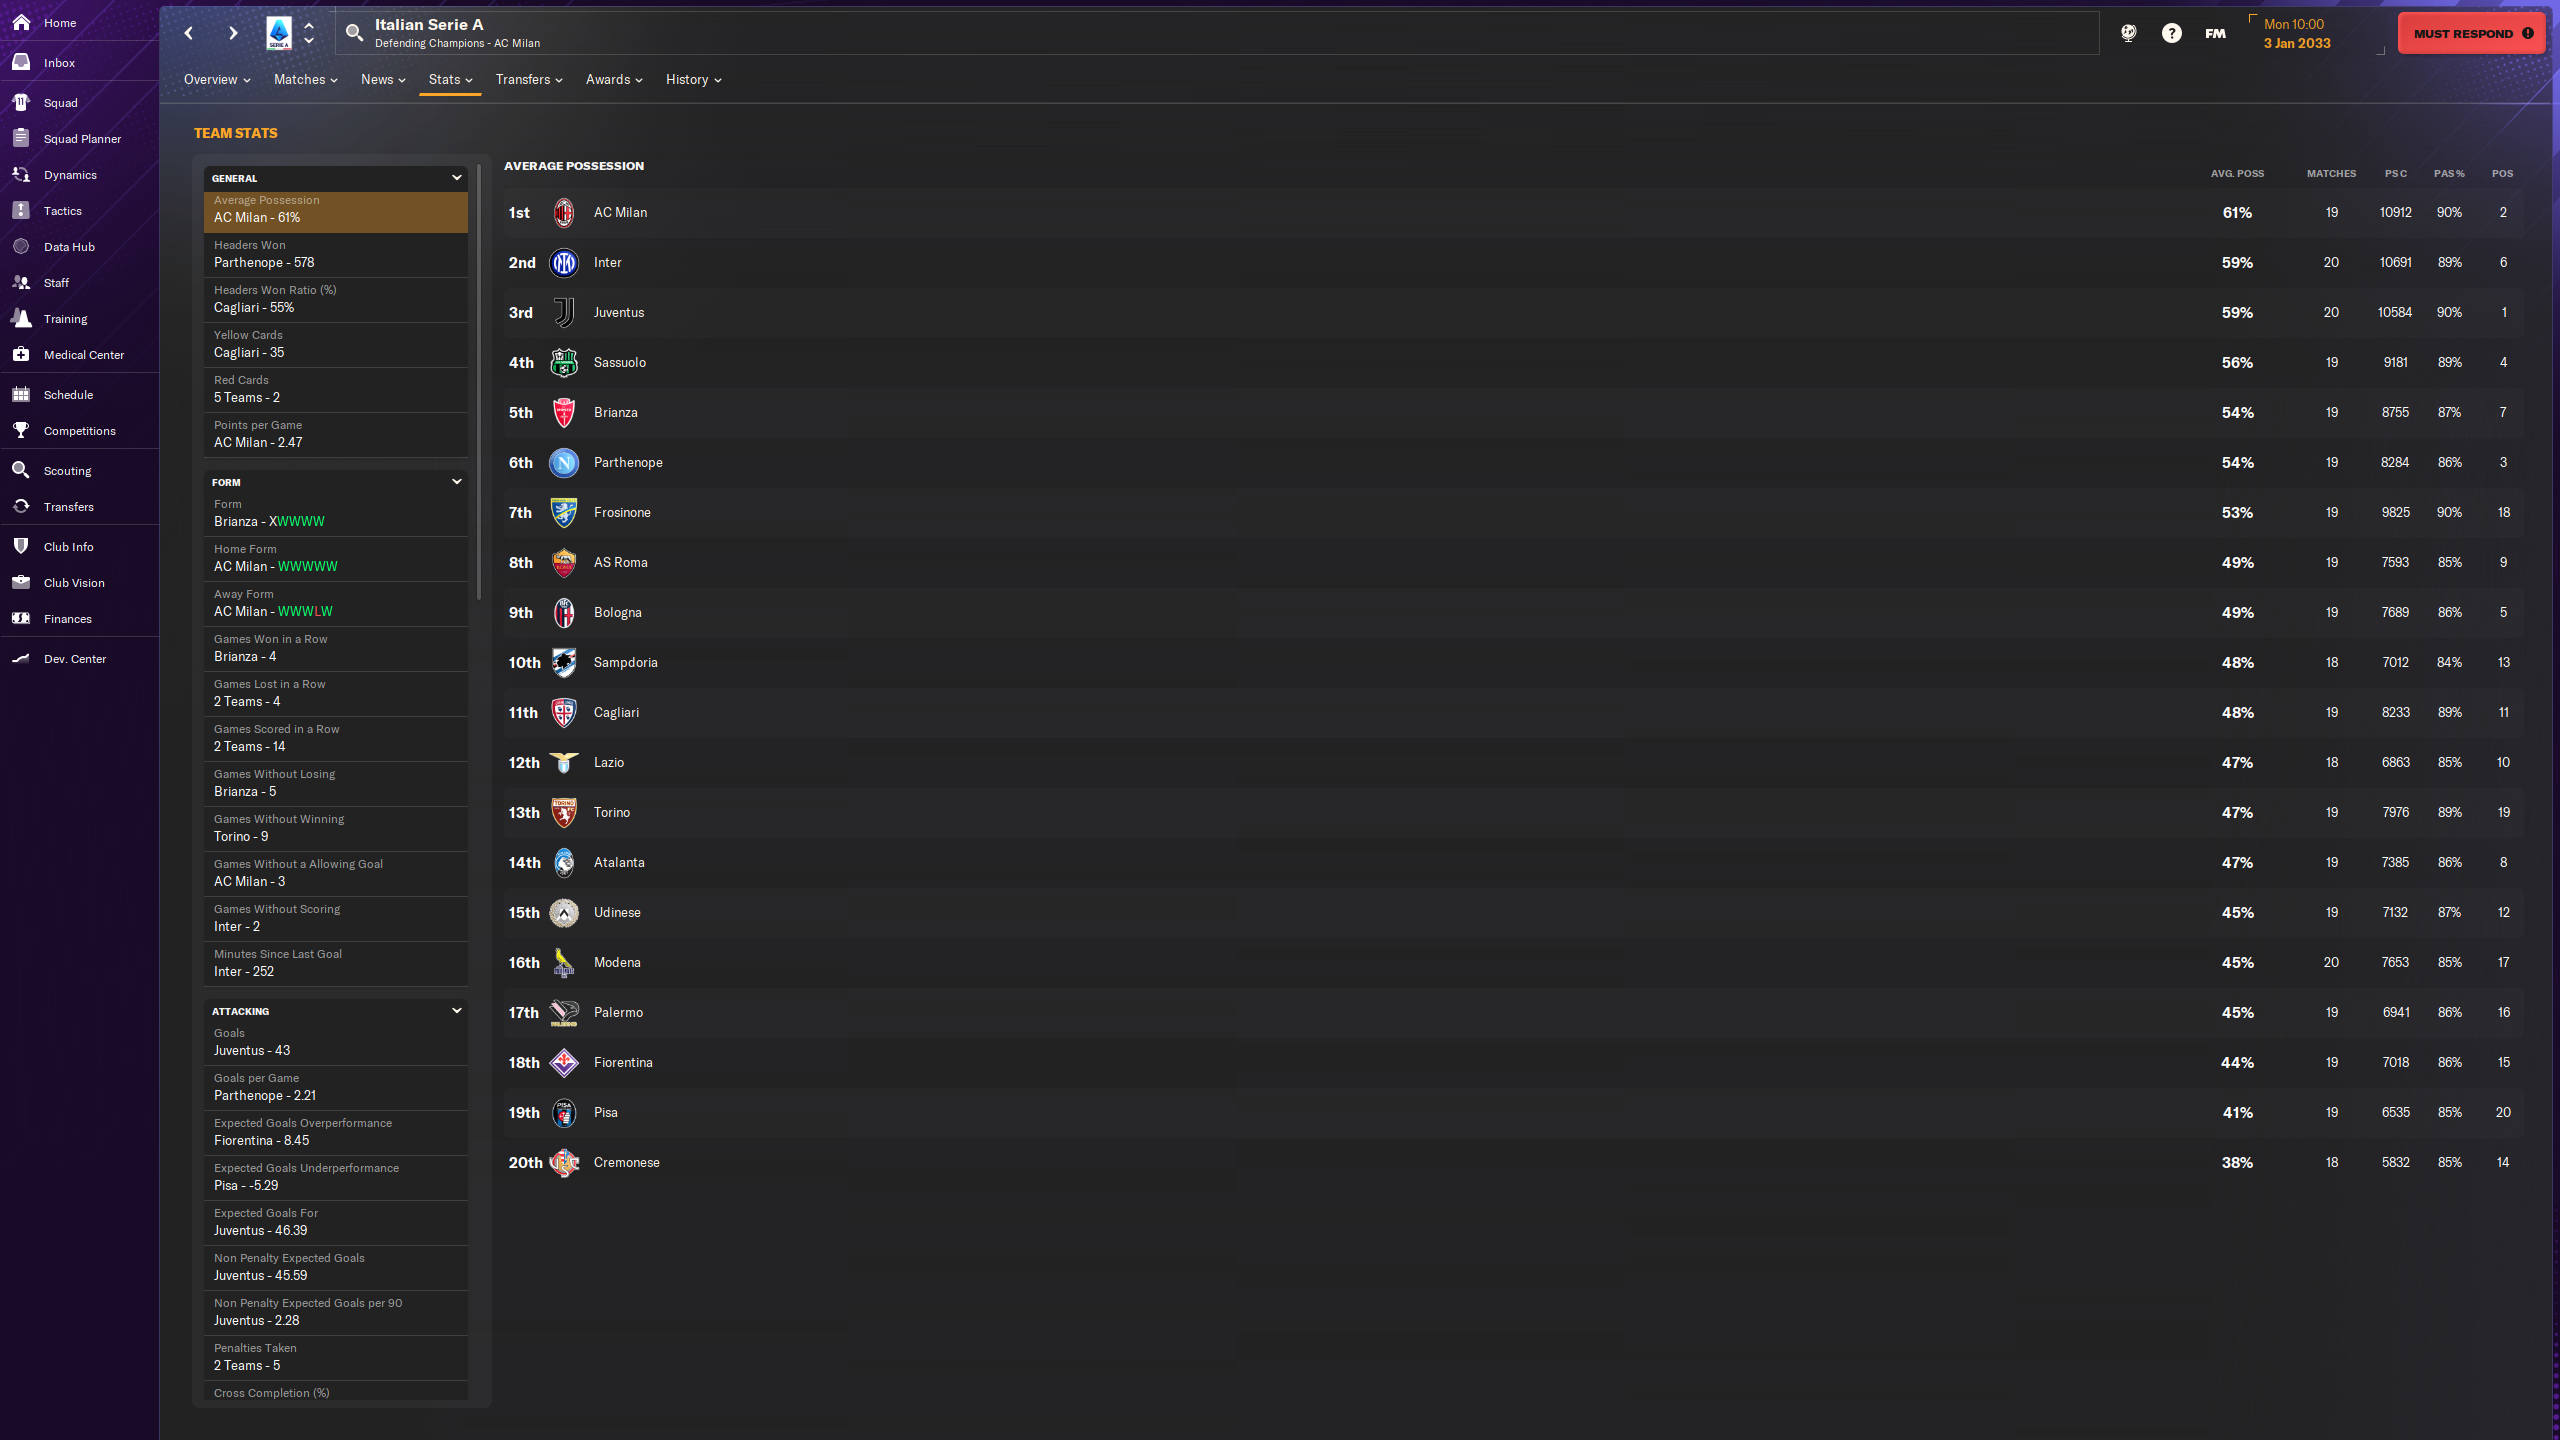 Home
Inbox
Squad
Squad Planner
Dynamics
Tactics
Data Hub
Staff
Training
Medical Center
Schedule
Competitions
Scouting
Transfers
Club Info
Club Vision
Finances
Dev. Center
SERIE A
Italian Serie A
Defending Champions - AC Milan
FM
Mon 10:00
3 Jan 2033
MUST RESPOND
Overview Matches News Stats Transfers Awards History
TEAM STATS
GENERAL
Average Possession
AC Milan - 61%
Headers Won
Parthenope - 578
Headers Won Ratio (%)
Cagliari - 55%
Yellow Cards
Cagliari - 35
Red Cards
5 Teams - 2
Points per Game
AC Milan - 2.47
FORM
Form
Brianza - XWWWW
Home Form
AC Milan - WWWWW
Away Form
AC Milan - WWWLW
Games Won in a Row
Brianza - 4
Games Lost in a Row
2 Teams - 4
Games Scored in a Row
2 Teams - 14
Games Without Losing
Brianza - 5
Games Without Winning
Torino - 9
Games Without a Allowing Goal
AC Milan - 3
Games Without Scoring
Inter - 2
Minutes Since Last Goal
Inter - 252
ATTACKING
Goals
Juventus - 43
Goals per Game
Parthenope - 2.21
Expected Goals Overperformance
Fiorentina - 8.45
Expected Goals Underperformance
Pisa - -5.29
Expected Goals For
Juventus - 46.39
Non Penalty Expected Goals
Juventus - 45.59
Non Penalty Expected Goals per 90
Juventus - 2.28
Penalties Taken
2 Teams - 5
Cross Completion (%)
AVERAGE POSSESSION
AVG. POSS MATCHES PS C PAS % POS
1st AC Milan 61% 19 10912 90% 2
2nd Inter 59% 20 10691 89% 6
3rd Juventus 59% 20 10584 90% 1
4th Sassuolo 56% 19 9181 89% 4
5th Brianza 54% 19 8755 87% 7
6th Parthenope 54% 19 8284 86% 3
7th Frosinone 53% 19 9825 90% 18
8th AS Roma 49% 19 7593 85% 9
9th Bologna 49% 19 7689 86% 5
10th Sampdoria 48% 18 7012 84% 13
11th Cagliari 48% 19 8233 89% 11
12th Lazio 47% 18 6863 85% 10
13th Torino 47% 19 7976 89% 19
14th Atalanta 47% 19 7385 86% 8
15th Udinese 45% 19 7132 87% 12
16th Modena 45% 20 7653 85% 17
17th Palermo 45% 19 6941 86% 16
18th Fiorentina 44% 19 7018 86% 15
19th Pisa 41% 19 6535 85% 20
20th Cremonese 38% 18 5832 85% 14